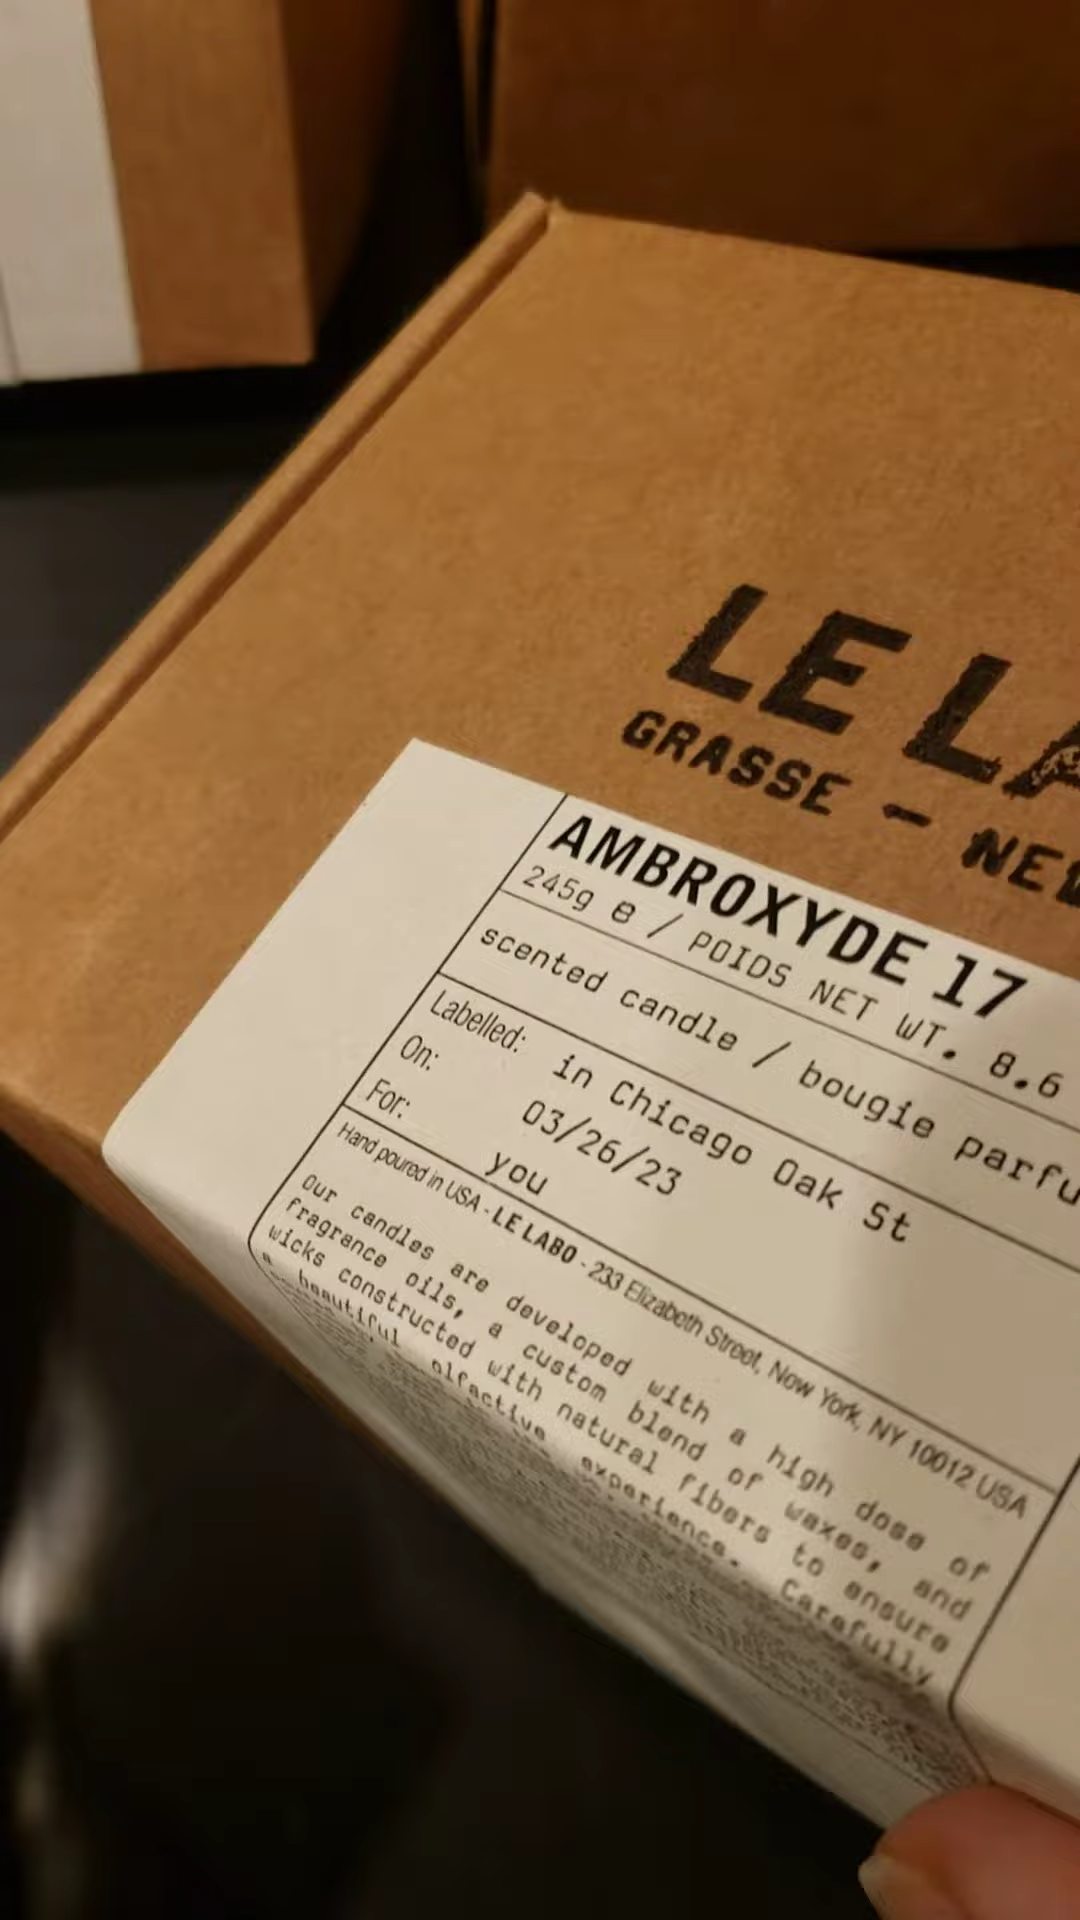 LE LA
GRASSE — NEW
AMBROXYDE 17
245g e / POIDS NET WT. 8.6
scented candle / bougie parfu
Labelled: in Chicago Oak St
On: 03/26/23
For: you
Hand poured in USA - LE LABO - 233 Elizabeth Street, New York, NY 10012 USA
Our candles are developed with a high dose of
fragrance oils, a custom blend of waxes, and
wicks constructed with natural fibers to ensure
a beautiful olfactive experience. Carefully